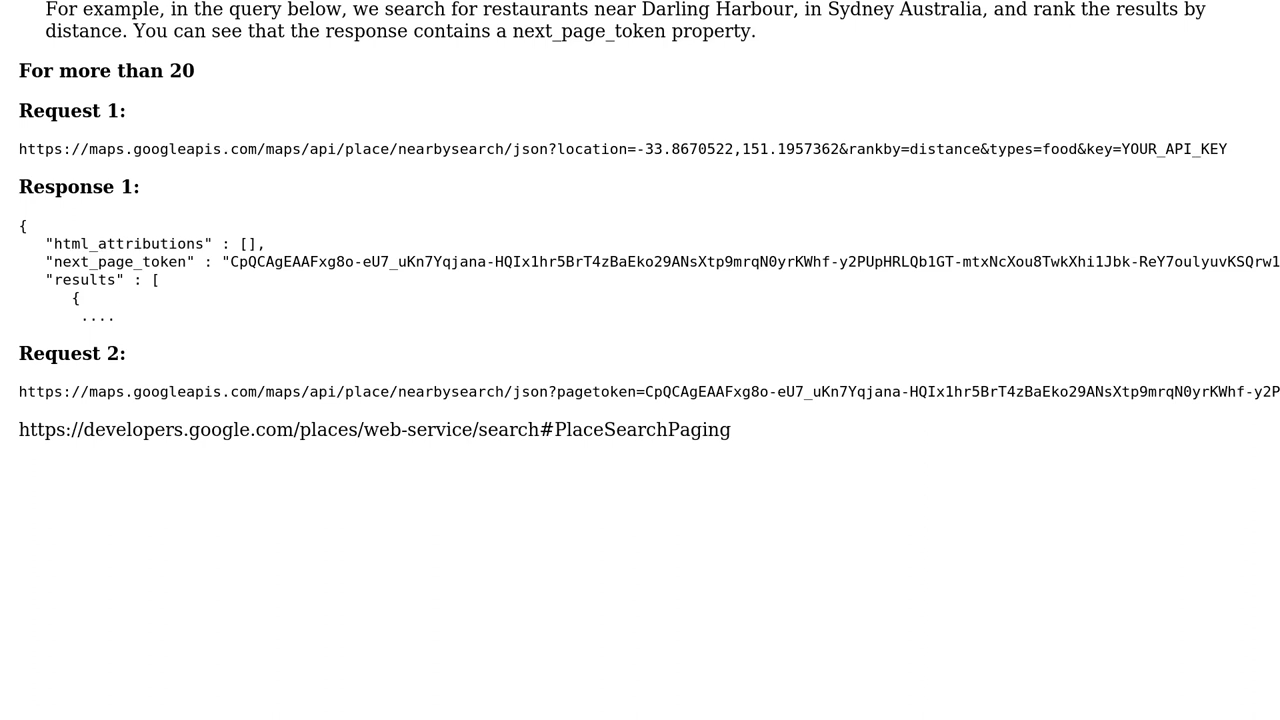 For example, in the query below, we search for restaurants near Darling Harbour, in Sydney Australia, and rank the results by
distance. You can see that the response contains a next_page_token property.
For more than 20
Request 1:
https://maps.googleapis.com/maps/api/place/nearbysearch/json?location=-33.8670522,151.1957362&rankby=distance&types=food&key=YOUR_API_KEY
Response 1:
{
   "html_attributions" : [],
   "next_page_token" : "CpQCAgEAAFxg8o-eU7_uKn7Yqjana-HQIx1hr5BrT4zBaEko29ANsXtp9mrqN0yrKWhf-y2PUpHRLQb1GT-mtxNcXou8TwkXhi1Jbk-ReY7oulyuvKSQrw1
   "results" : [
      {
       ....
Request 2:
https://maps.googleapis.com/maps/api/place/nearbysearch/json?pagetoken=CpQCAgEAAFxg8o-eU7_uKn7Yqjana-HQIx1hr5BrT4zBaEko29ANsXtp9mrqN0yrKWhf-y2P
https://developers.google.com/places/web-service/search#PlaceSearchPaging